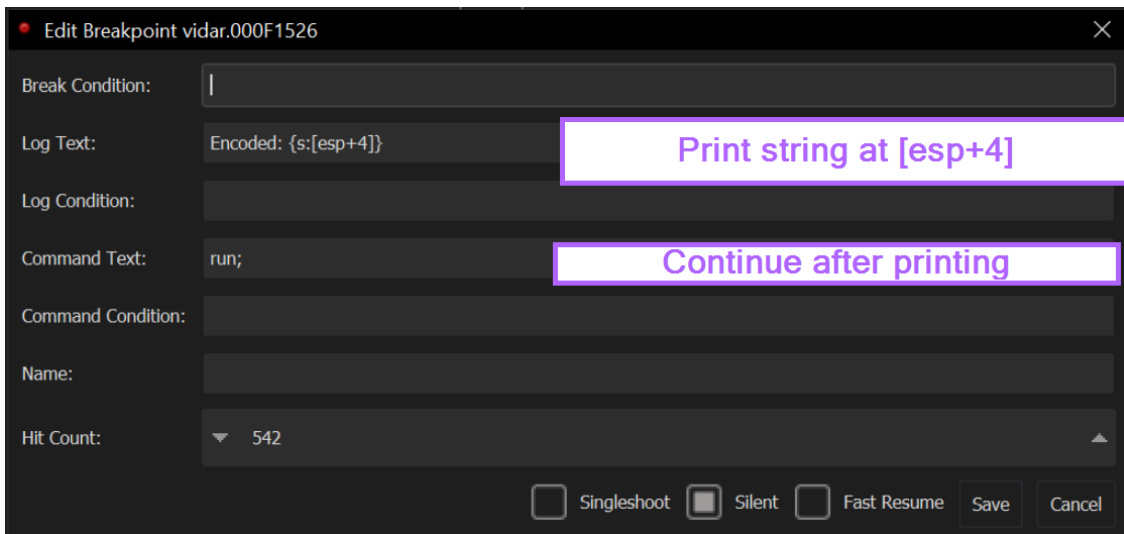 Edit Breakpoint vidar.000F1526
Break Condition:
Log Text: Encoded: {s:[esp+4]} Print string at [esp+4]
Log Condition:
Command Text: run; Continue after printing
Command Condition:
Name:
Hit Count: 542
Singleshoot Silent Fast Resume Save Cancel